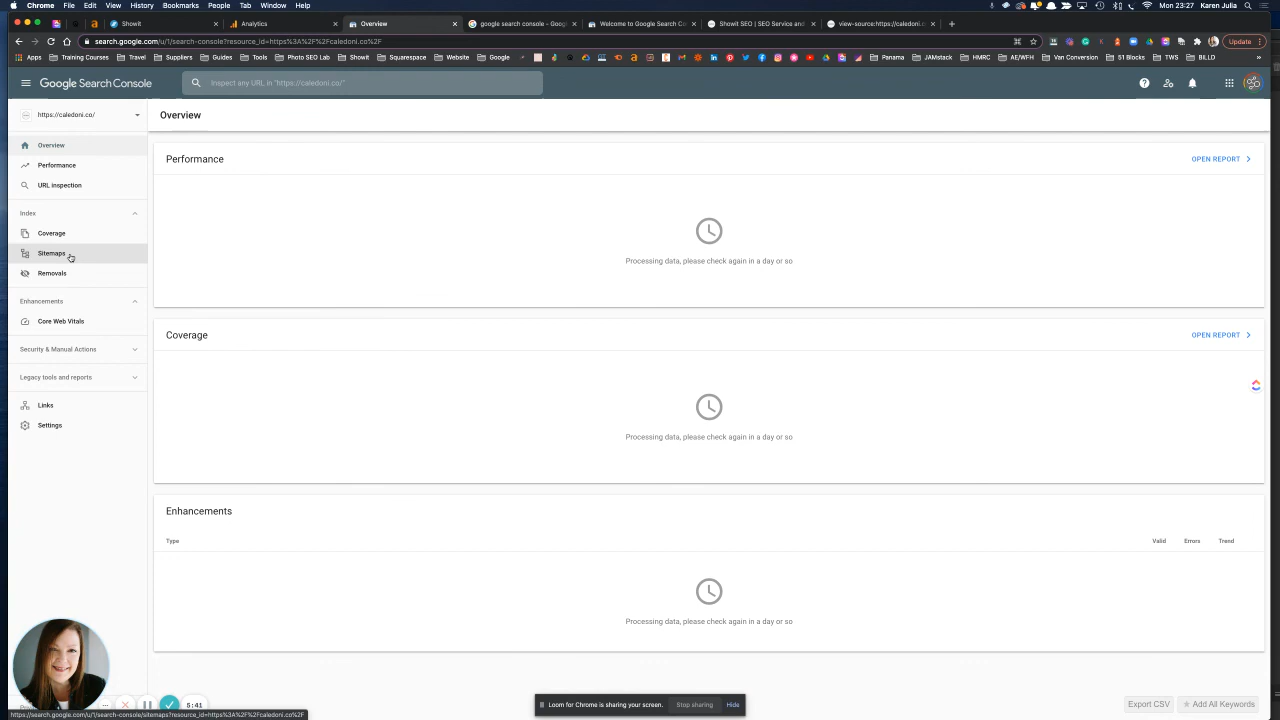 Chrome File Edit View History Bookmarks People Tab Window Help
Mon 23:27 Karen Julia
Showit
Analytics
Overview
google search console - Goog
Welcome to Google Search C
Showit SEO | SEO Service and
view-source:https://caledoni.c
search.google.com/u/1/search-console?resource_id=https%3A%2F%2Fcaledoni.co%2F
Update
Apps Training Courses Travel Suppliers Guides Tools Photo SEO Lab Showit Squarespace Website Google Panama JAMstack HMRC AE/WFH Van Conversion 51 Blocks TWS BILLD
Google Search Console
Inspect any URL in "https://caledoni.co/"
https://caledoni.co/
Overview
Overview
Performance
URL inspection
Index
Coverage
Sitemaps
Removals
Enhancements
Core Web Vitals
Security & Manual Actions
Legacy tools and reports
Links
Settings
Performance
OPEN REPORT
Processing data, please check again in a day or so
Coverage
OPEN REPORT
Processing data, please check again in a day or so
Enhancements
Type Valid Errors Trend
Processing data, please check again in a day or so
5:41
Loom for Chrome is sharing your screen. Stop sharing Hide
Export CSV Add All Keywords
https://search.google.com/u/1/search-console/sitemaps?resource_id=https%3A%2F%2Fcaledoni.co%2F